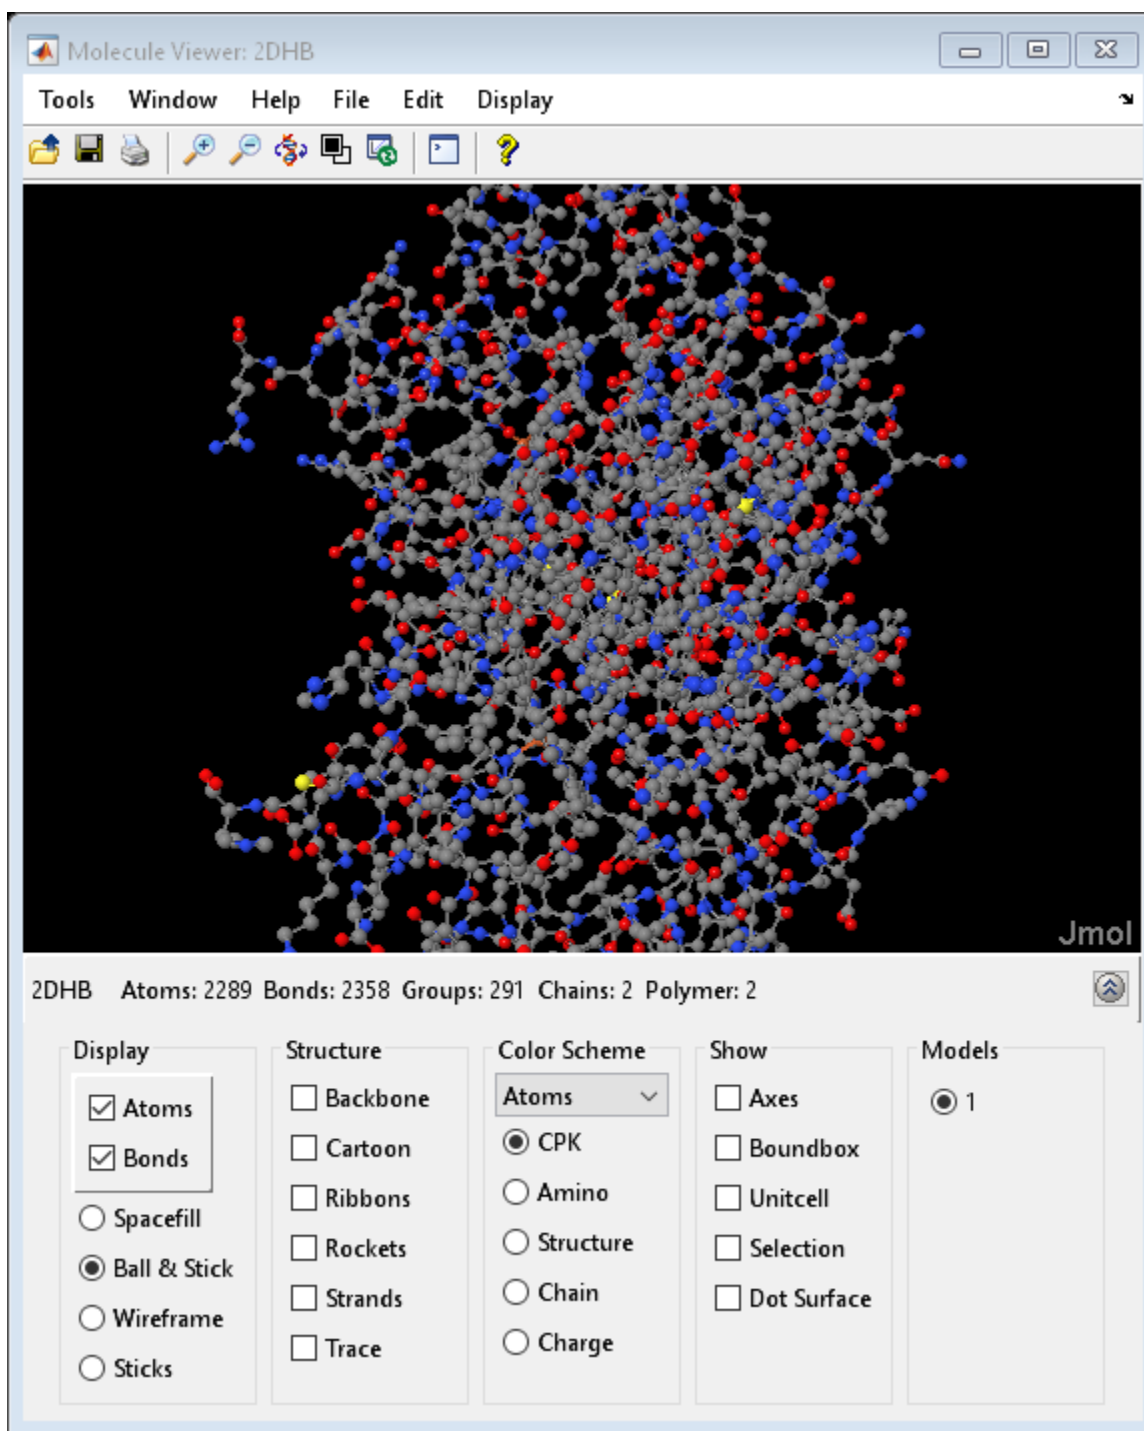 Molecule Viewer: 2DHB
Tools Window Help File Edit Display
Jmol
2DHB Atoms: 2289 Bonds: 2358 Groups: 291 Chains: 2 Polymer: 2
Display Structure Color Scheme Show Models
Atoms Backbone Atoms Axes 1
Bonds Cartoon CPK Boundbox
Spacefill Ribbons Amino Unitcell
Ball & Stick Rockets Structure Selection
Wireframe Strands Chain Dot Surface
Sticks Trace Charge